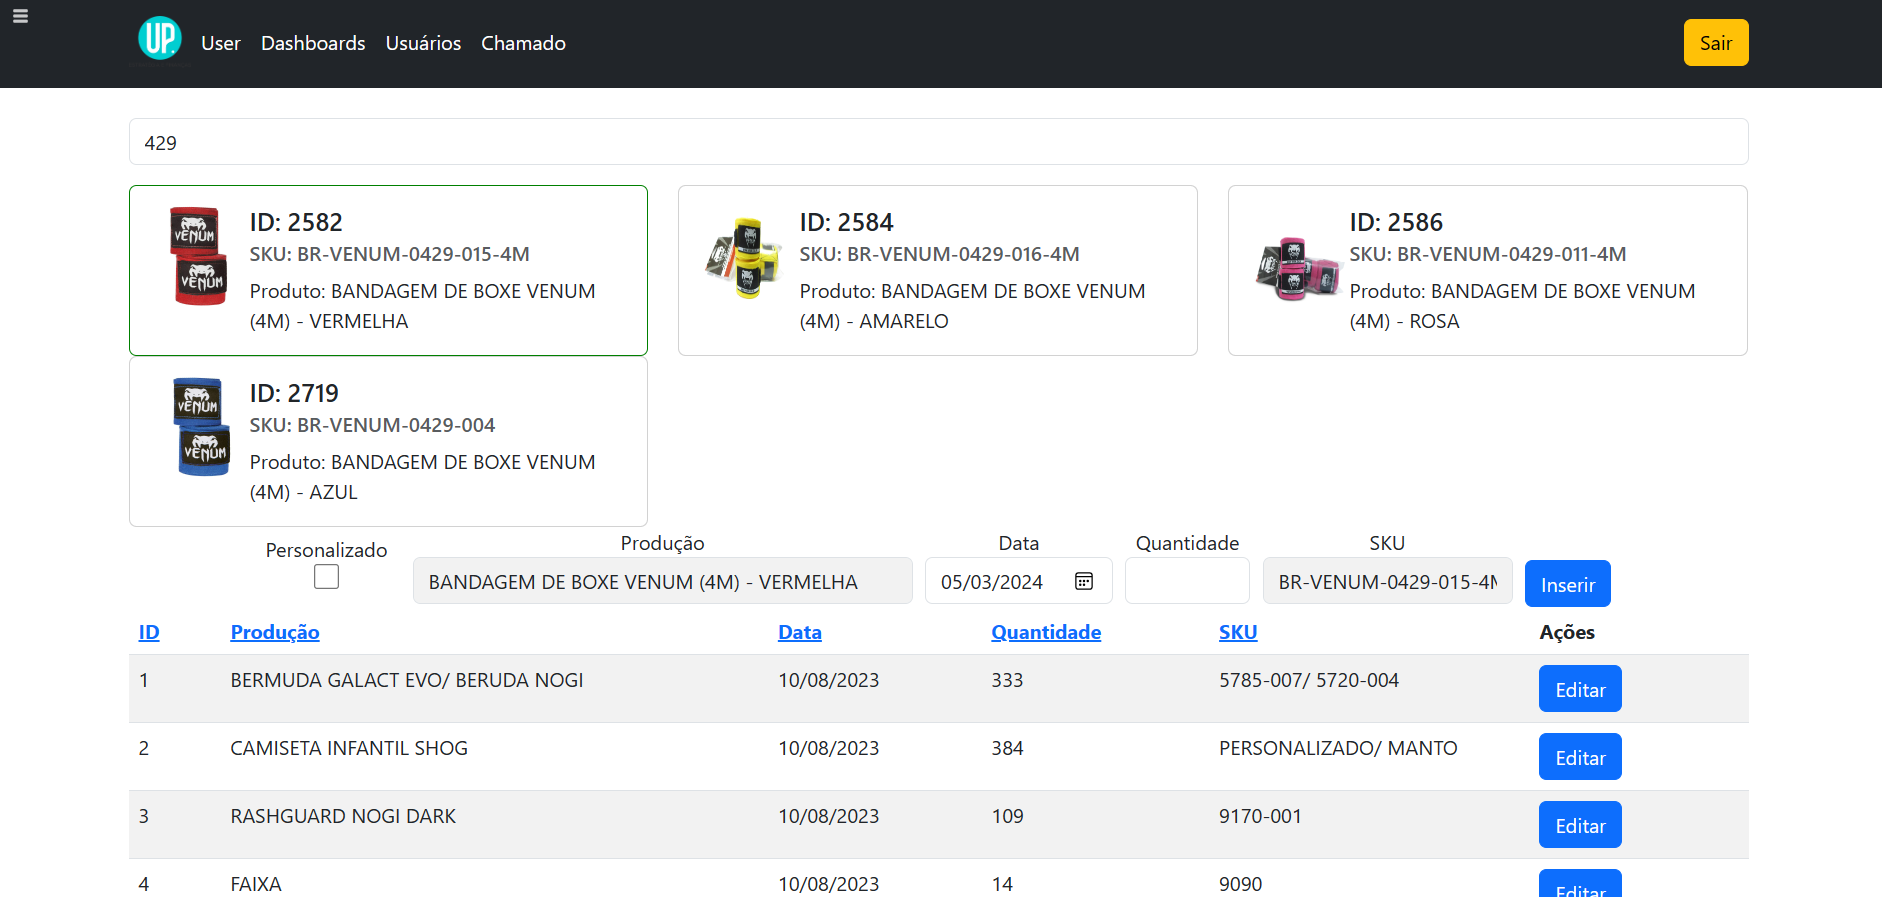 UP.
User Dashboards Usuários Chamado
Sair
429
VENUM
VENUM
ID: 2582
SKU: BR-VENUM-0429-015-4M
Produto: BANDAGEM DE BOXE VENUM
(4M) - VERMELHA
ID: 2584
SKU: BR-VENUM-0429-016-4M
Produto: BANDAGEM DE BOXE VENUM
(4M) - AMARELO
ID: 2586
SKU: BR-VENUM-0429-011-4M
Produto: BANDAGEM DE BOXE VENUM
(4M) - ROSA
VENUM
VENUM
ID: 2719
SKU: BR-VENUM-0429-004
Produto: BANDAGEM DE BOXE VENUM
(4M) - AZUL
Personalizado Produção Data Quantidade SKU
BANDAGEM DE BOXE VENUM (4M) - VERMELHA 05/03/2024 BR-VENUM-0429-015-4M Inserir
ID Produção Data Quantidade SKU Ações
1 BERMUDA GALACT EVO/ BERUDA NOGI 10/08/2023 333 5785-007/ 5720-004 Editar
2 CAMISETA INFANTIL SHOG 10/08/2023 384 PERSONALIZADO/ MANTO Editar
3 RASHGUARD NOGI DARK 10/08/2023 109 9170-001 Editar
4 FAIXA 10/08/2023 14 9090 Editar